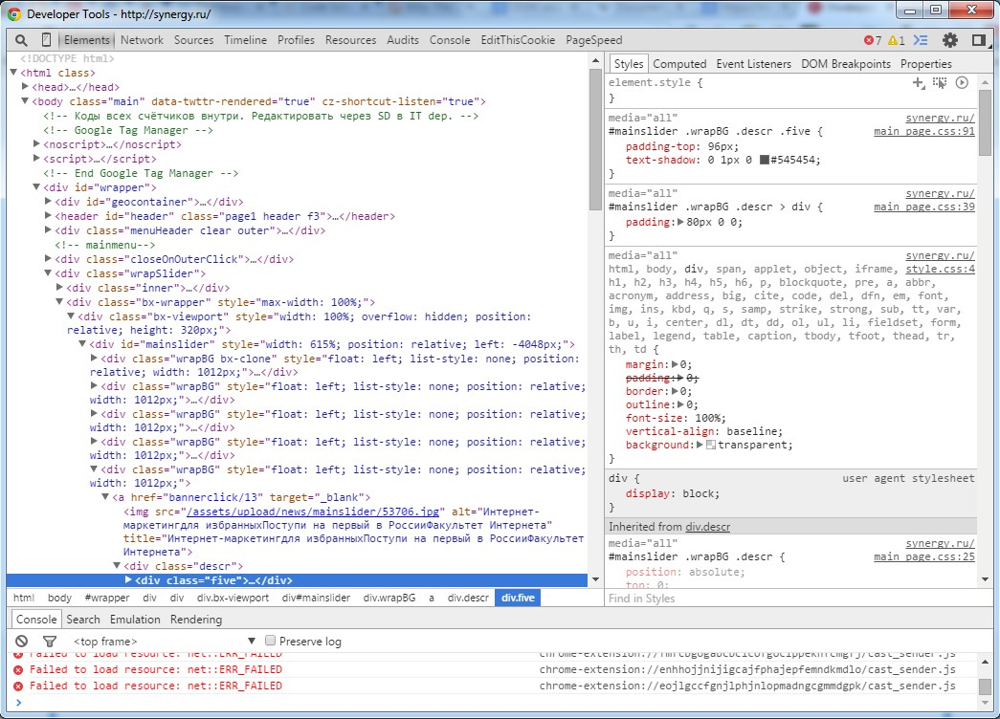 Developer Tools - http://synergy.ru/
Elements Network Sources Timeline Profiles Resources Audits Console EditThisCookie PageSpeed 7 1
<!DOCTYPE html>
<html class>
<head>…</head>
<body class="main" data-twttr-rendered="true" cz-shortcut-listen="true">
<!-- Коды всех счётчиков внутри. Редактировать через SD в IT dep. -->
<!-- Google Tag Manager -->
<noscript>…</noscript>
<script>…</script>
<!-- End Google Tag Manager -->
<div id="wrapper">
<div id="geocontainer">…</div>
<header id="header" class="page1 header f3">…</header>
<div class="menuHeader clear outer">…</div>
<!-- mainmenu-->
<div class="closeOnOuterClick">…</div>
<div class="wrapSlider">
<div class="inner">…</div>
<div class="bx-wrapper" style="max-width: 100%;">
<div class="bx-viewport" style="width: 100%; overflow: hidden; position:
relative; height: 320px;">
<div id="mainslider" style="width: 615%; position: relative; left: -4048px;">
<div class="wrapBG bx-clone" style="float: left; list-style: none; position:
relative; width: 1012px;">…</div>
<div class="wrapBG" style="float: left; list-style: none; position: relative;
width: 1012px;">…</div>
<div class="wrapBG" style="float: left; list-style: none; position: relative;
width: 1012px;">…</div>
<div class="wrapBG" style="float: left; list-style: none; position: relative;
width: 1012px;">…</div>
<div class="wrapBG" style="float: left; list-style: none; position: relative;
width: 1012px;">
<a href="bannerclick/13" target="_blank">
<img src="/assets/upload/news/mainslider/53706.jpg" alt="Интернет-
маркетингдля избранныхПоступи на первый в РоссииФакультет
Интернета" 
title="Интернет-маркетингдля избранныхПоступи на первый в РоссииФакультет
Интернета">
<div class="descr">
<div class="five">…</div>
html body #wrapper div div div.bx-viewport div#mainslider div.wrapBG a div.descr div.five
Styles Computed Event Listeners DOM Breakpoints Properties
element.style {
}
media="all" synergy.ru/
#mainslider .wrapBG .descr .five { main_page.css:91
padding-top: 96px;
text-shadow: 0 1px 0 #545454;
}
media="all" synergy.ru/
#mainslider .wrapBG .descr > div { main_page.css:39
padding: 80px 0 0;
}
media="all" synergy.ru/
html, body, div, span, applet, object, iframe, style.css:4
h1, h2, h3, h4, h5, h6, p, blockquote, pre, a, abbr,
acronym, address, big, cite, code, del, dfn, em, font,
img, ins, kbd, q, s, samp, strike, strong, sub, tt, var,
b, u, i, center, dl, dt, dd, ol, ul, li, fieldset, form,
label, legend, table, caption, tbody, tfoot, thead, tr,
th, td {
margin: 0;
padding: 0;
border: 0;
outline: 0;
font-size: 100%;
vertical-align: baseline;
background: transparent;
}
div { user agent stylesheet
display: block;
}
Inherited from div.descr
media="all" synergy.ru/
#mainslider .wrapBG .descr { main_page.css:25
position: absolute;
top: 0;
Find in Styles
Console Search Emulation Rendering
<top frame> Preserve log
Failed to load resource: net::ERR_FAILED
Failed to load resource: net::ERR_FAILED chrome-extension://enhhojjnijigcajfphajepfemndkmdlo/cast_sender.js
Failed to load resource: net::ERR_FAILED chrome-extension://eojlgccfgnjlphjnlopmadngcgmmdgpk/cast_sender.js
>